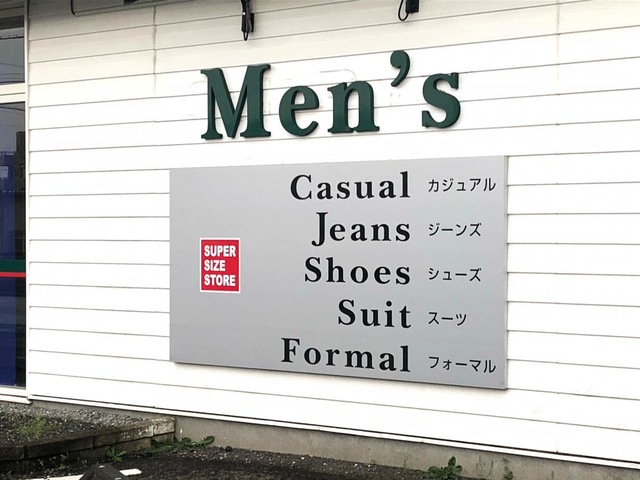 Men's
Casual カジュアル
Jeans ジーンズ
SUPER
SIZE
STORE
Shoes シューズ
Suit スーツ
Formal フォーマル